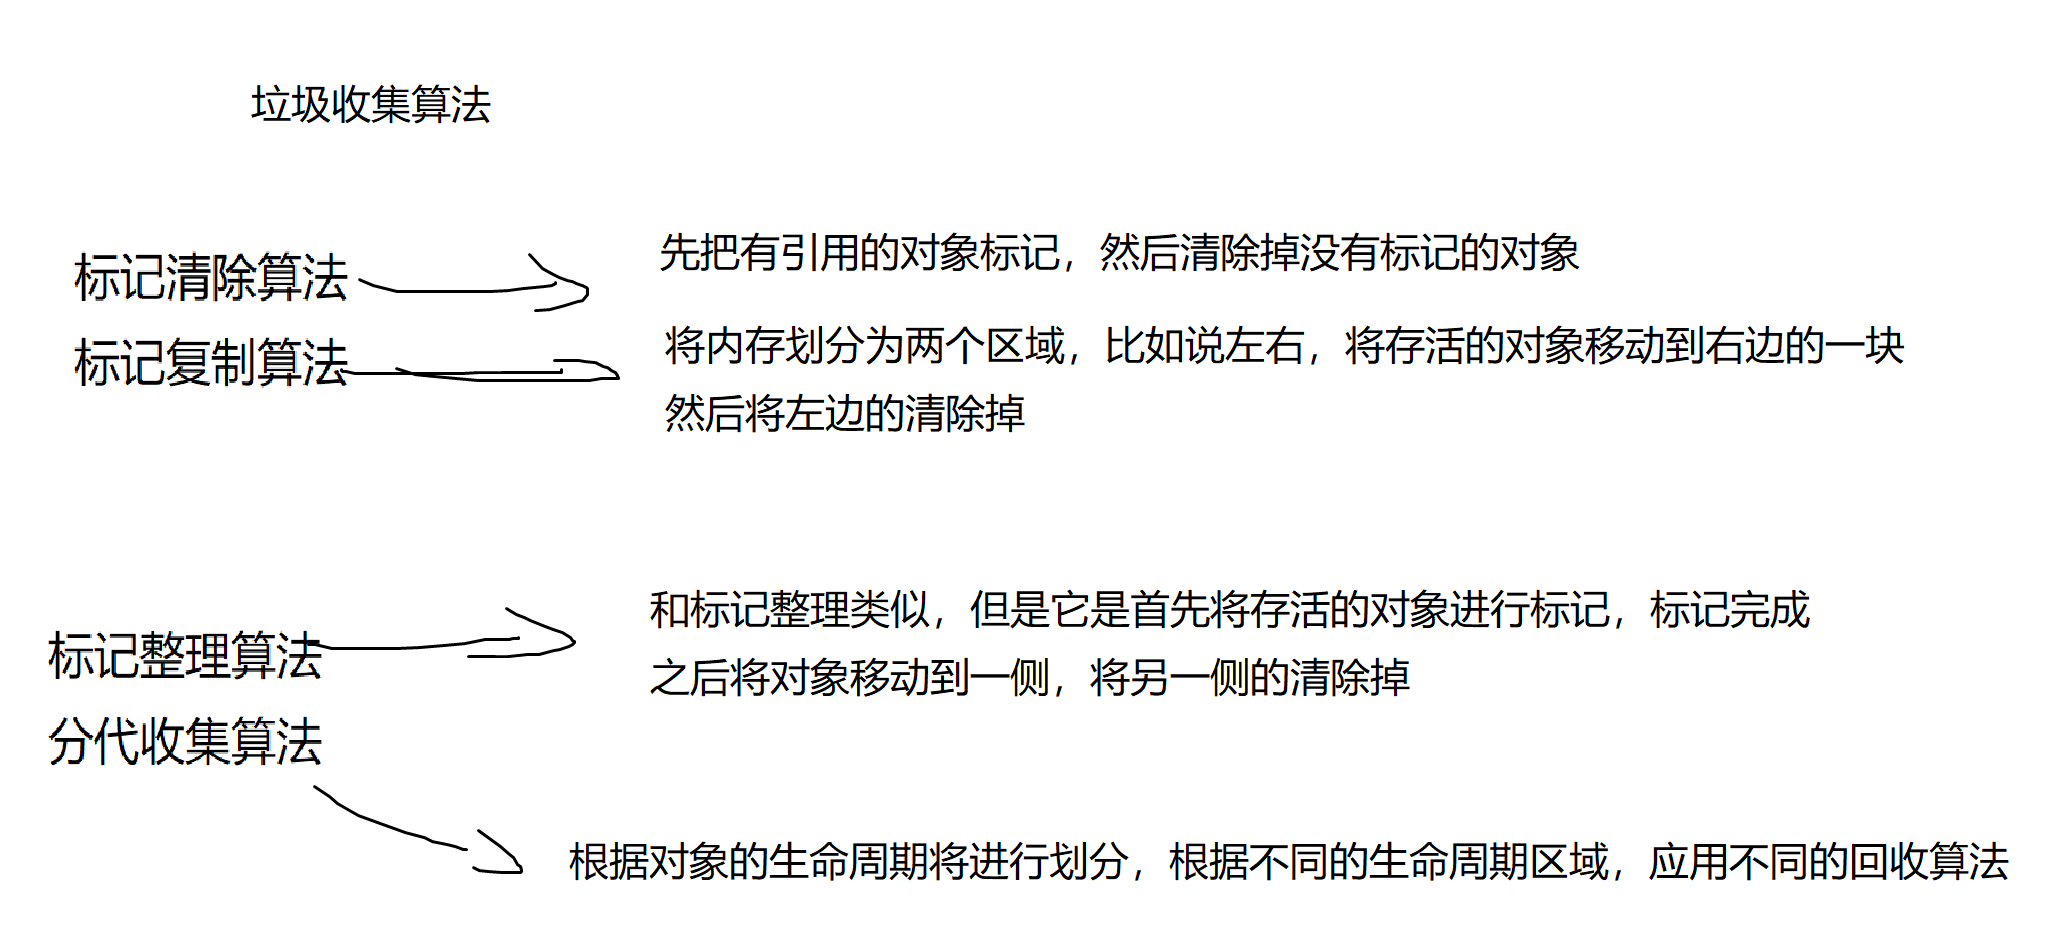 垃圾收集算法
标记清除算法
先把有引用的对象标记，然后清除掉没有标记的对象
标记复制算法
将内存划分为两个区域，比如说左右，将存活的对象移动到右边的一块
然后将左边的清除掉
标记整理算法
和标记整理类似，但是它是首先将存活的对象进行标记，标记完成
之后将对象移动到一侧，将另一侧的清除掉
分代收集算法
根据对象的生命周期将进行划分，根据不同的生命周期区域，应用不同的回收算法